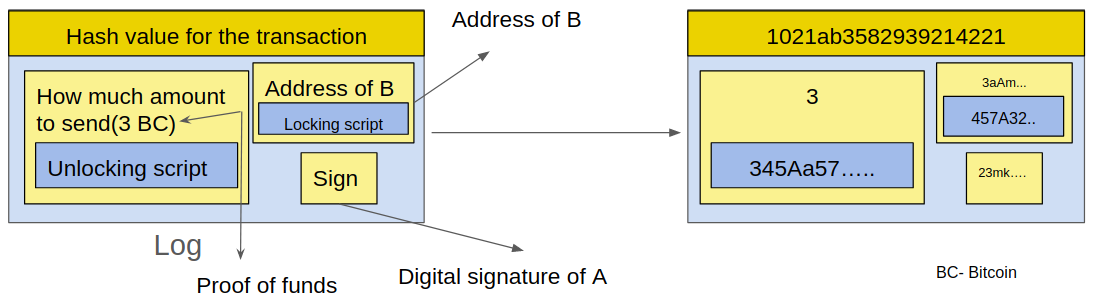 Address of B
Hash value for the transaction
How much amount
to send(3 BC)
Unlocking script
Address of B
Locking script
Sign
Log
Proof of funds
Digital signature of A
1021ab3582939214221
3
345Aa57…..
3aAm...
457A32..
23mk….
BC- Bitcoin